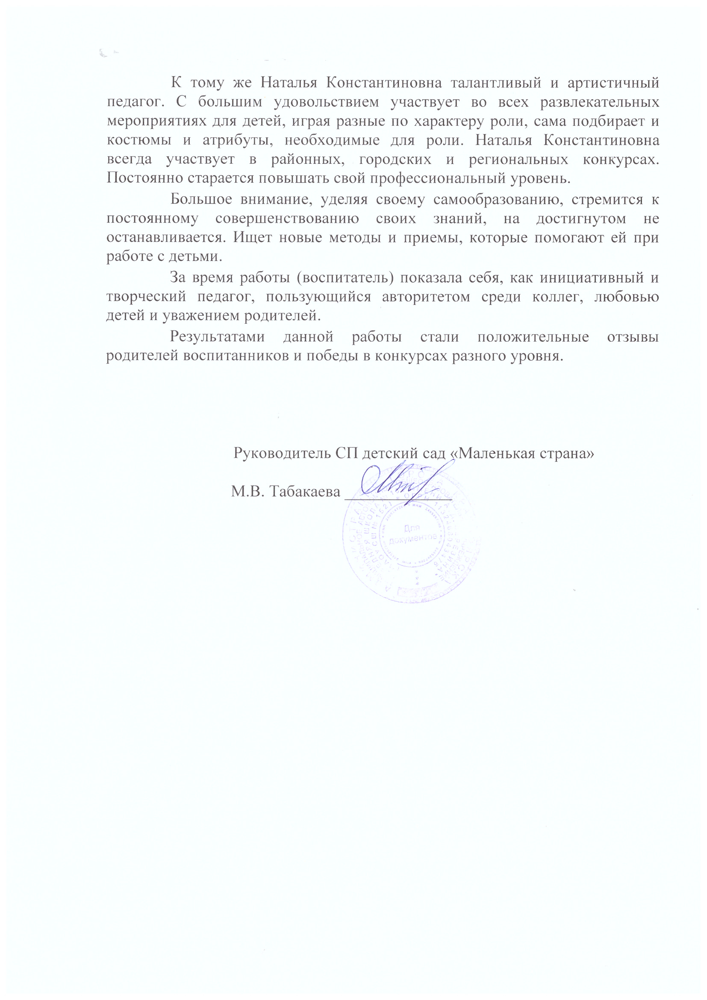 К тому же Наталья Константиновна талантливый и артистичный
педагог. С большим удовольствием участвует во всех развлекательных
мероприятиях для детей, играя разные по характеру роли, сама подбирает и
костюмы и атрибуты, необходимые для роли. Наталья Константиновна
всегда участвует в районных, городских и региональных конкурсах.
Постоянно старается повышать свой профессиональный уровень.
Большое внимание, уделяя своему самообразованию, стремится к
постоянному совершенствованию своих знаний, на достигнутом не
останавливается. Ищет новые методы и приемы, которые помогают ей при
работе с детьми.
За время работы (воспитатель) показала себя, как инициативный и
творческий педагог, пользующийся авторитетом среди коллег, любовью
детей и уважением родителей.
Результатами данной работы стали положительные отзывы
родителей воспитанников и победы в конкурсах разного уровня.
Руководитель СП детский сад «Маленькая страна»
М.В. Табакаева
Для
документов